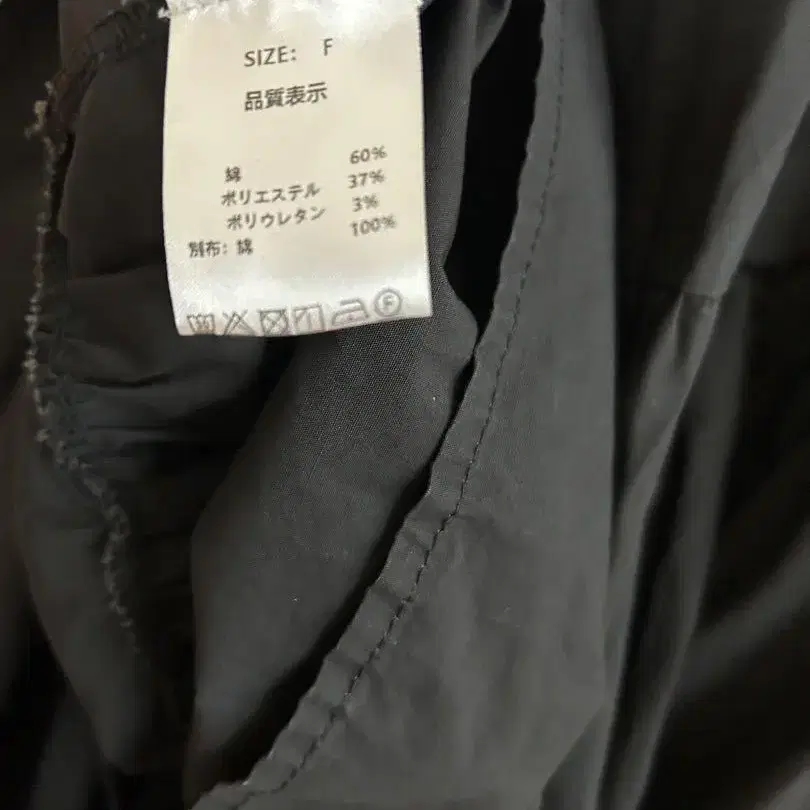 SIZE: F
品質表示
綿 60%
ポリエステル 37%
ポリウレタン 3%
別布: 綿 100%
F